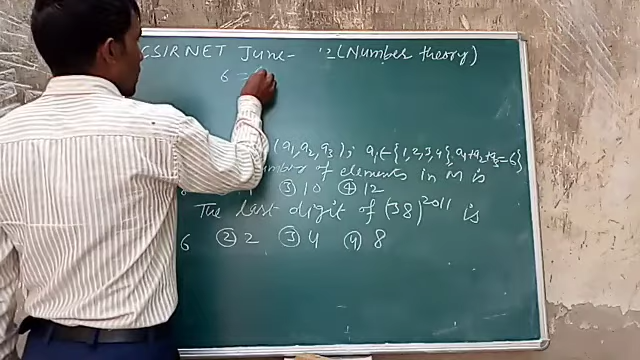 CSIRNET June- '2 (Number theory)
6 =
(a₁, a₂, a₃); aᵢ ∈ {1,2,3,4}, a₁+a₂+a₃=6}
of elements in M is
③ 10 ④ 12
The last digit of (38)²⁰¹¹ is
6 ② 2 ③ 4 ④ 8